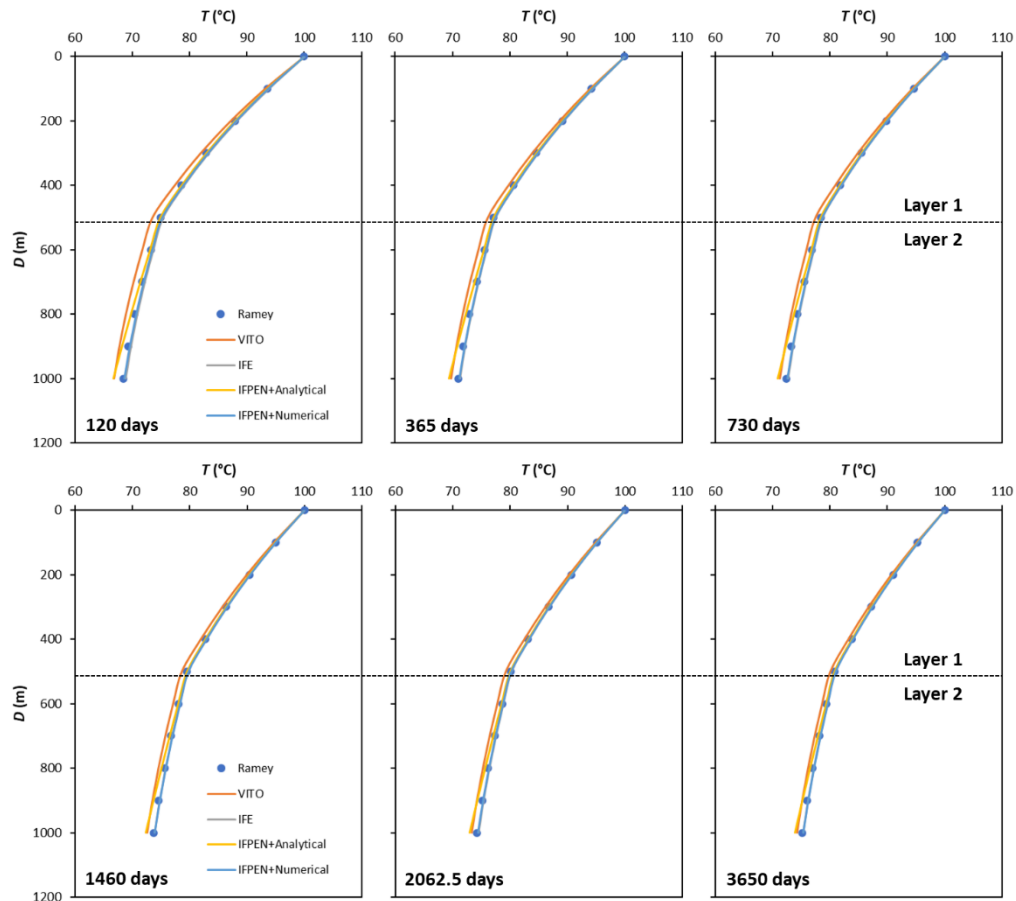 T (°C)
T (°C)
T (°C)
60 70 80 90 100 110
60 70 80 90 100 110
60 70 80 90 100 110
0
200
400
600
800
1000
1200
D (m)
Layer 1
Layer 2
Ramey
VITO
IFE
IFPEN+Analytical
IFPEN+Numerical
120 days
365 days
730 days
T (°C)
T (°C)
T (°C)
60 70 80 90 100 110
60 70 80 90 100 110
60 70 80 90 100 110
0
200
400
600
800
1000
1200
D (m)
Layer 1
Layer 2
Ramey
VITO
IFE
IFPEN+Analytical
IFPEN+Numerical
1460 days
2062.5 days
3650 days